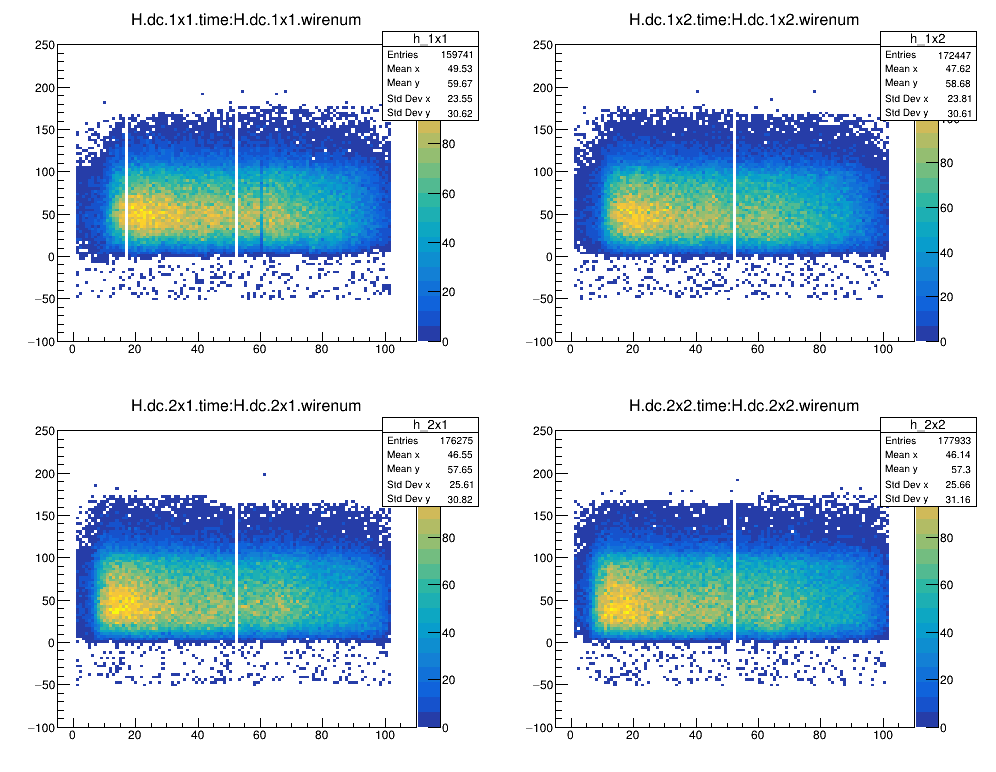 H.dc.1x1.time:H.dc.1x1.wirenum
h_1x1
Entries 159741
Mean x 49.53
Mean y 59.67
Std Dev x 23.55
Std Dev y 30.62
250
200
150
100
50
0
−50
−100
0 20 40 60 80 100
80
60
40
20
0
H.dc.1x2.time:H.dc.1x2.wirenum
h_1x2
Entries 172447
Mean x 47.62
Mean y 58.68
Std Dev x 23.81
Std Dev y 30.61
250
200
150
100
50
0
−50
−100
0 20 40 60 80 100
80
60
40
20
0
H.dc.2x1.time:H.dc.2x1.wirenum
h_2x1
Entries 176275
Mean x 46.55
Mean y 57.65
Std Dev x 25.61
Std Dev y 30.82
250
200
150
100
50
0
−50
−100
0 20 40 60 80 100
80
60
40
20
0
H.dc.2x2.time:H.dc.2x2.wirenum
h_2x2
Entries 177933
Mean x 46.14
Mean y 57.3
Std Dev x 25.66
Std Dev y 31.16
250
200
150
100
50
0
−50
−100
0 20 40 60 80 100
80
60
40
20
0